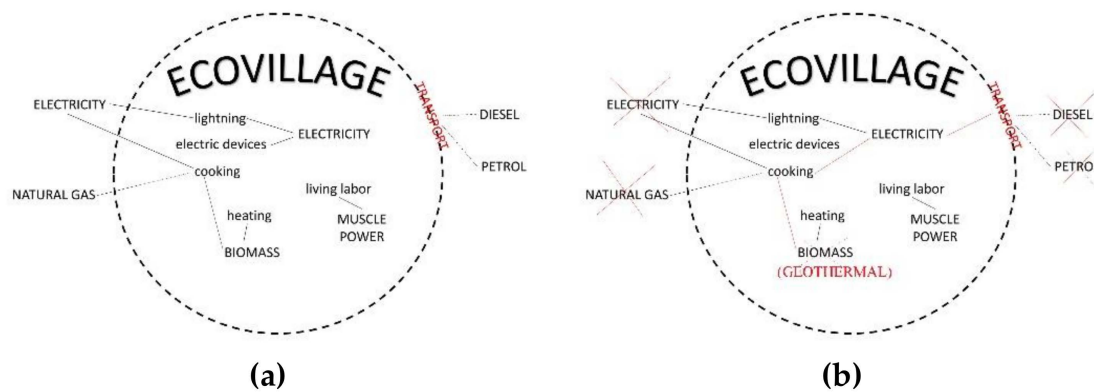 ECOVILLAGE
TRANSPORT
ELECTRICITY
lightning
ELECTRICITY
DIESEL
electric devices
cooking
PETROL
NATURAL GAS
living labor
heating
MUSCLE
POWER
BIOMASS
(a)
ECOVILLAGE
TRANSPORT
ELECTRICITY
lightning
ELECTRICITY
DIESEL
electric devices
cooking
PETROL
NATURAL GAS
living labor
heating
MUSCLE
POWER
BIOMASS
(GEOTHERMAL)
(b)